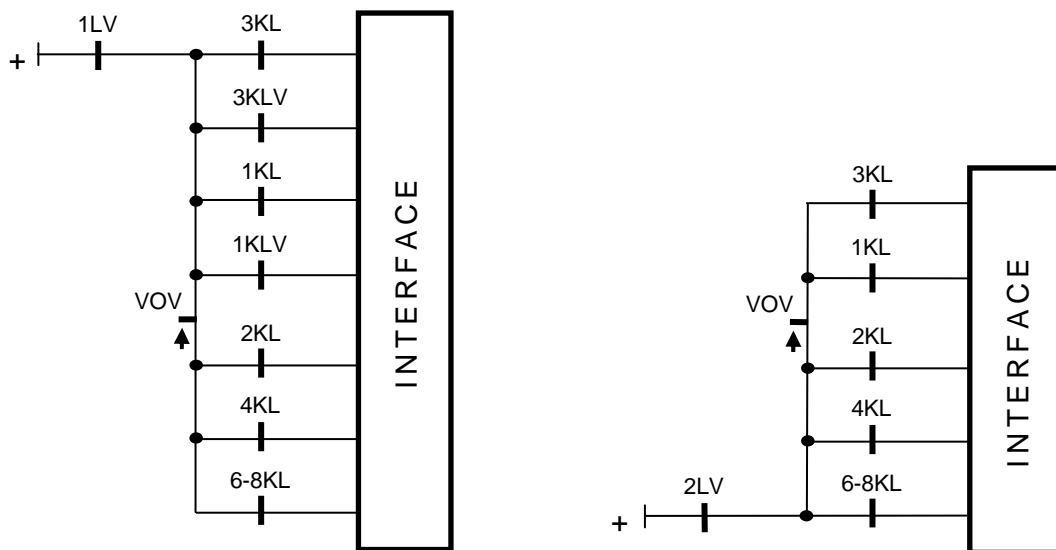 1LV
3KL
+
3KLV
1KL
1KLV
VOV
2KL
4KL
6-8KL
INTERFACE
3KL
1KL
VOV
2KL
4KL
2LV
6-8KL
+
INTERFACE